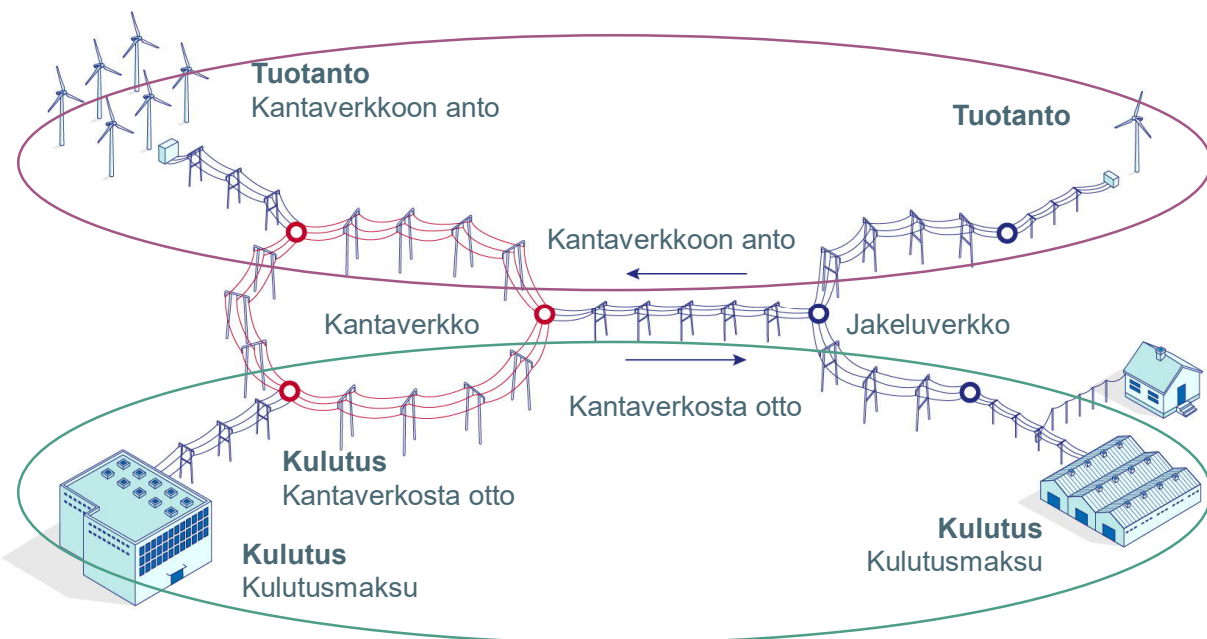 Tuotanto
Kantaverkkoon anto
Tuotanto
Kantaverkkoon anto
Kantaverkko
Jakeluverkko
Kantaverkosta otto
Kulutus
Kantaverkosta otto
Kulutus
Kulutusmaksu
Kulutus
Kulutusmaksu